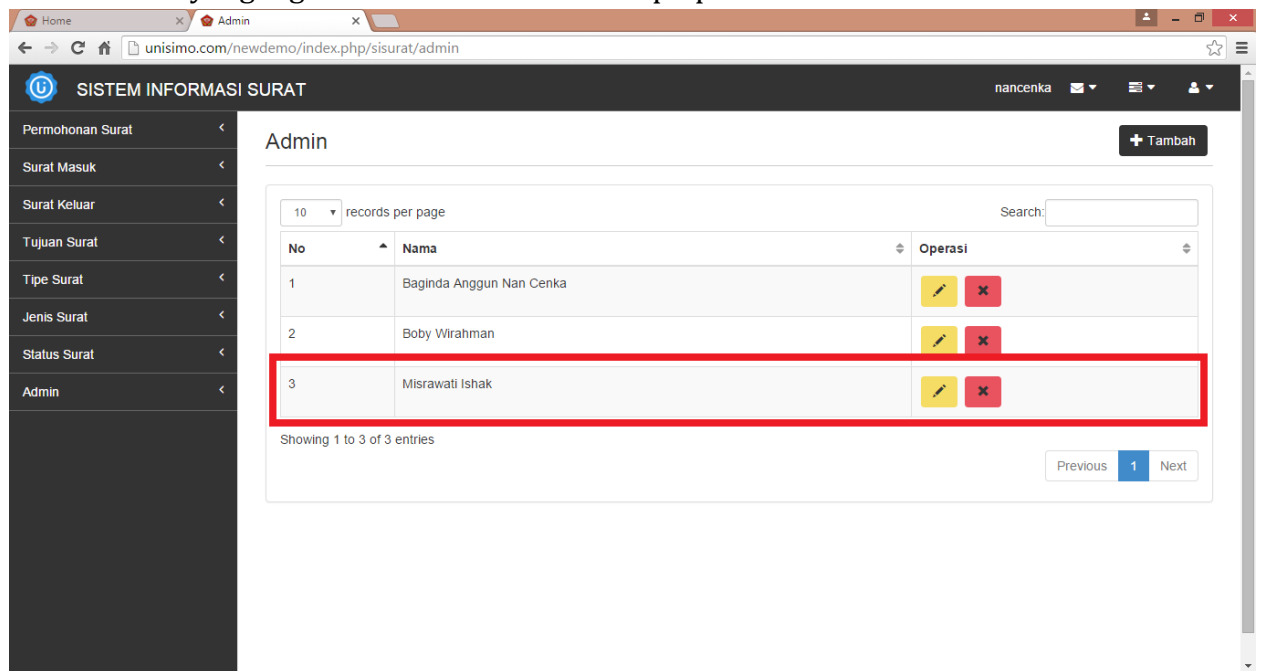 Home Admin
unisimo.com/newdemo/index.php/sisurat/admin
SISTEM INFORMASI SURAT nancenka
Permohonan Surat
Surat Masuk
Surat Keluar
Tujuan Surat
Tipe Surat
Jenis Surat
Status Surat
Admin
Admin
Tambah
10 records per page Search:
No Nama Operasi
1 Baginda Anggun Nan Cenka
2 Boby Wirahman
3 Misrawati Ishak
Showing 1 to 3 of 3 entries
Previous 1 Next